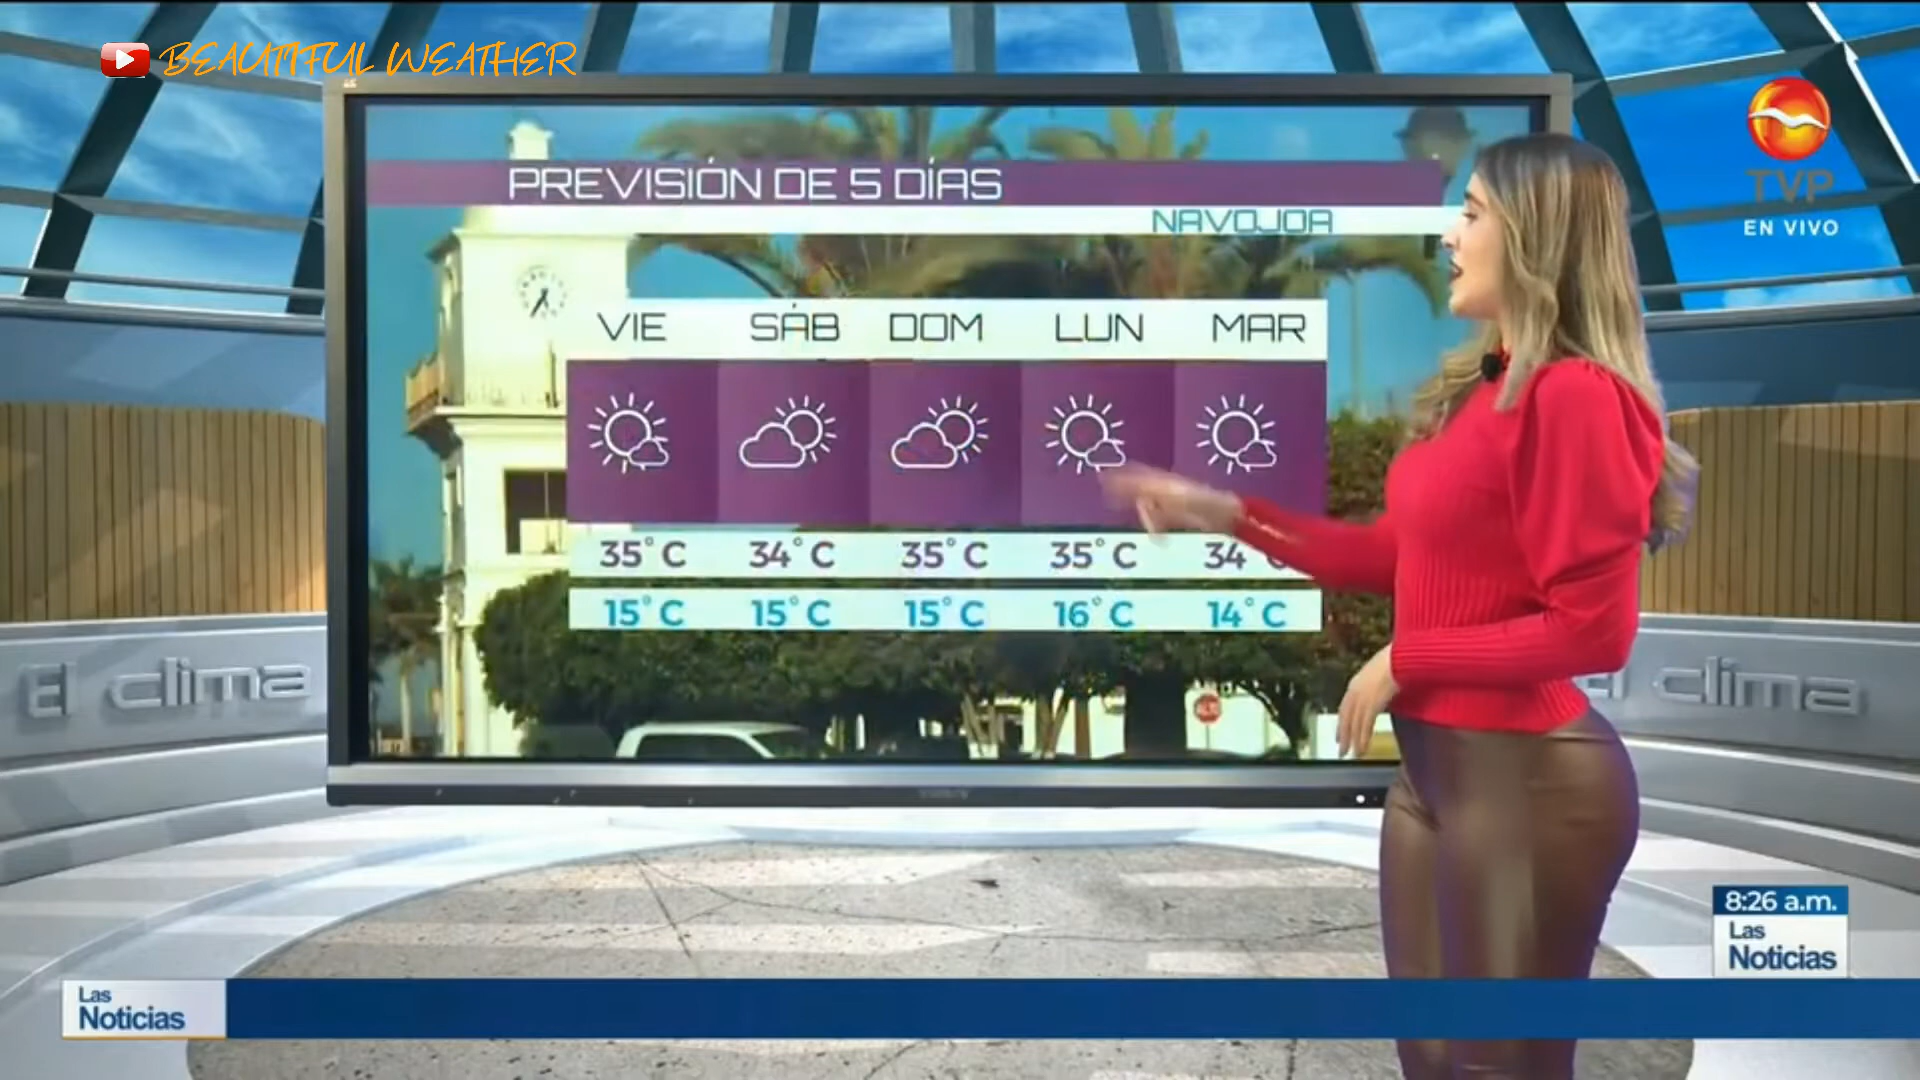 BEAUTIFUL WEATHER
TVP
EN VIVO
PREVISIÓN DE 5 DÍAS
NAVOJOA
VIE SÁB DOM LUN MAR
35°C 34°C 35°C 35°C 34°C
15°C 15°C 15°C 16°C 14°C
El clima
clima
8:26 a.m.
Las
Noticias
Las
Noticias